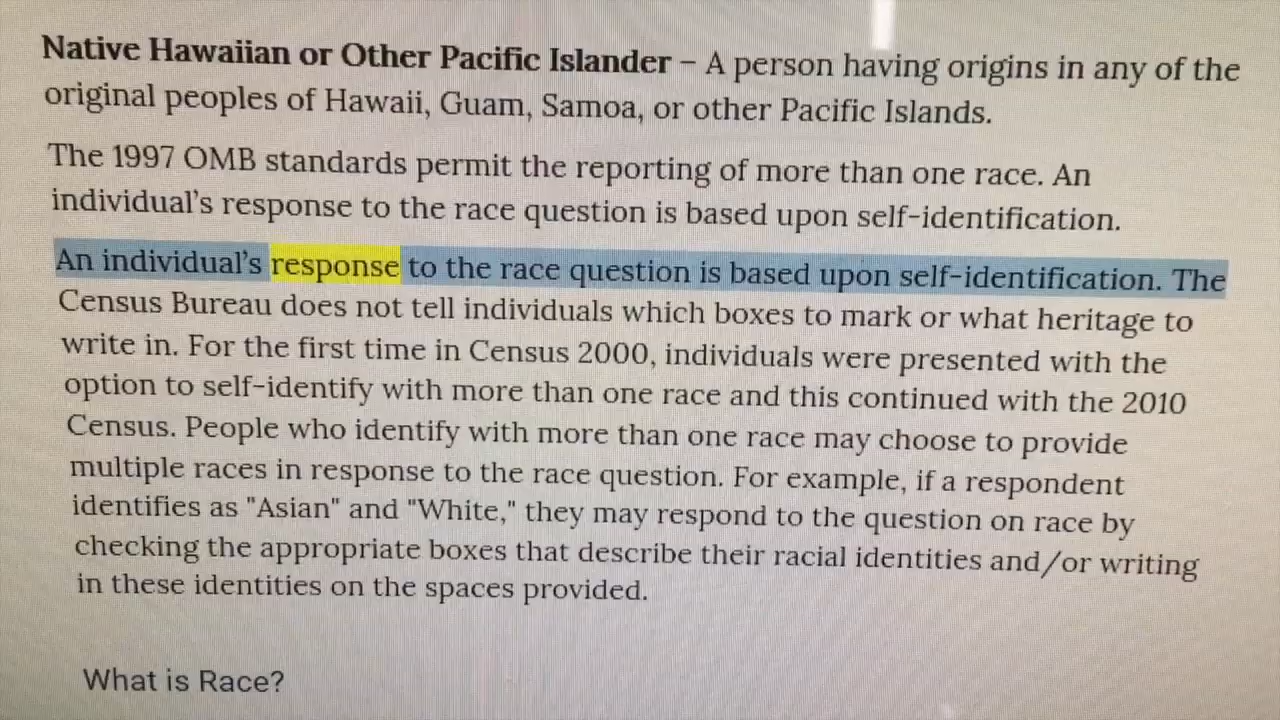 Native Hawaiian or Other Pacific Islander – A person having origins in any of the
original peoples of Hawaii, Guam, Samoa, or other Pacific Islands.
The 1997 OMB standards permit the reporting of more than one race. An
individual's response to the race question is based upon self-identification.
An individual's response to the race question is based upon self-identification. The
Census Bureau does not tell individuals which boxes to mark or what heritage to
write in. For the first time in Census 2000, individuals were presented with the
option to self-identify with more than one race and this continued with the 2010
Census. People who identify with more than one race may choose to provide
multiple races in response to the race question. For example, if a respondent
identifies as "Asian" and "White," they may respond to the question on race by
checking the appropriate boxes that describe their racial identities and/or writing
in these identities on the spaces provided.
What is Race?